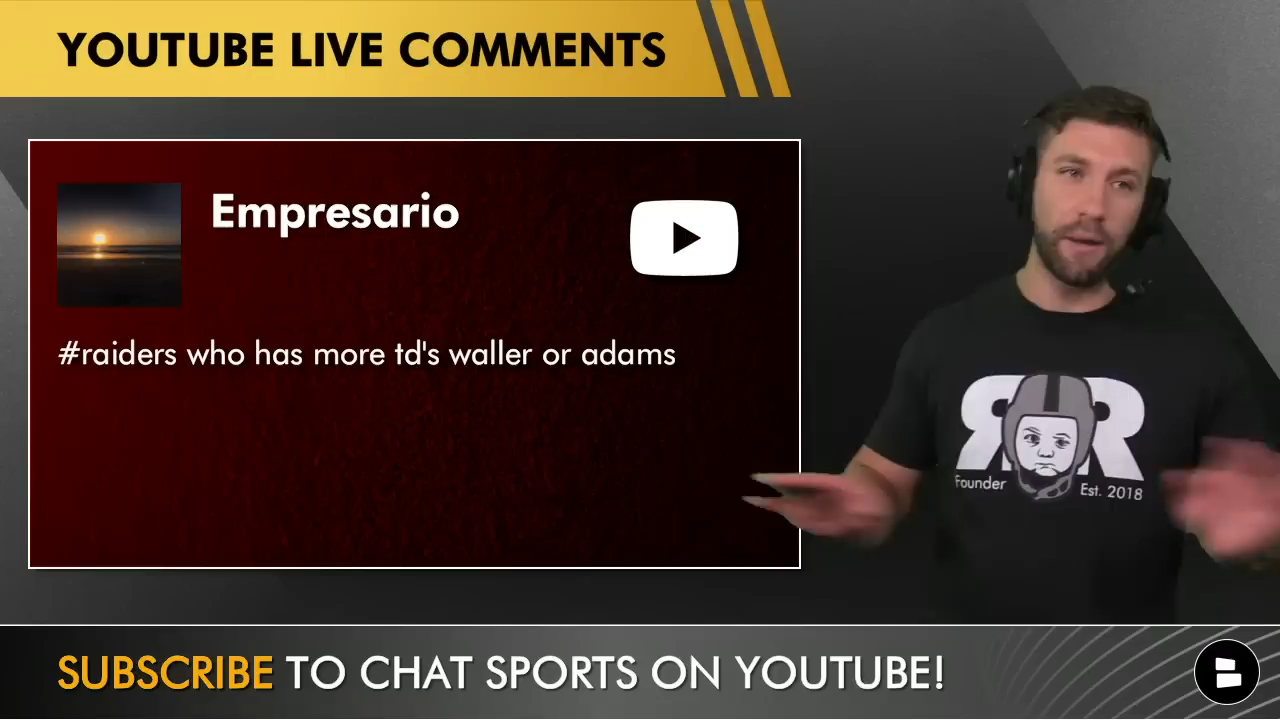 YOUTUBE LIVE COMMENTS
Empresario
#raiders who has more td's waller or adams
RR
Founder Est. 2018
SUBSCRIBE TO CHAT SPORTS ON YOUTUBE!